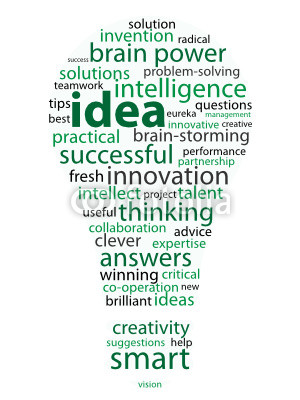 solution
invention radical
brain power
success solutions problem-solving
teamwork intelligence
tips idea questions
best eureka management
innovative creative
practical brain-storming
successful performance
partnership
fresh innovation
intellect project talent
useful thinking
collaboration advice
clever expertise
answers
winning critical
co-operation new
brilliant ideas
creativity
suggestions help
smart
vision